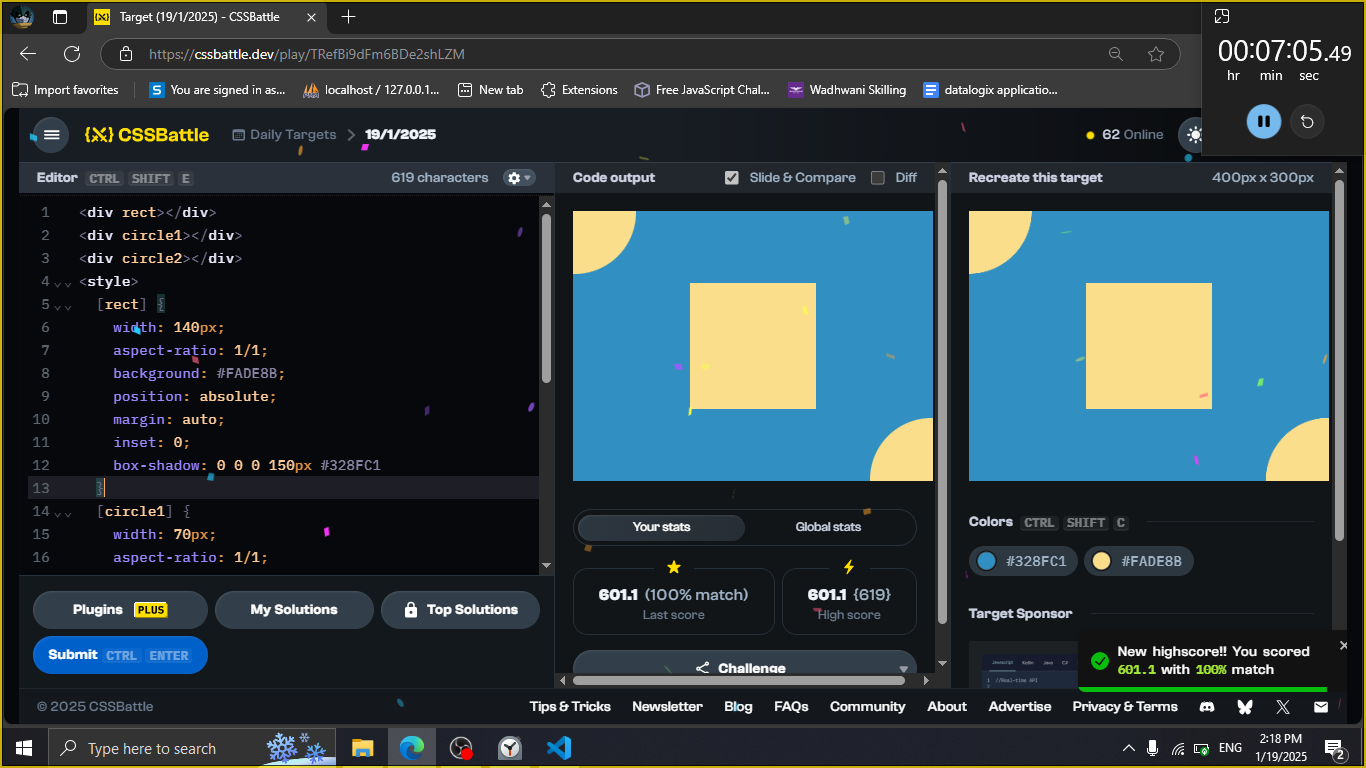 Target (19/1/2025) - CSSBattle
https://cssbattle.dev/play/TRefBi9dFm6BDe2shLZM
00:07:05.49
hr min sec
Import favorites
You are signed in as...
localhost / 127.0.0.1...
New tab
Extensions
Free JavaScript Chal...
Wadhwani Skilling
datalogix applicatio...
{X} CSSBattle
Daily Targets > 19/1/2025
62 Online
Editor CTRL SHIFT E
619 characters
1 <div rect></div>
2 <div circle1></div>
3 <div circle2></div>
4 <style>
5 [rect] {
6 width: 140px;
7 aspect-ratio: 1/1;
8 background: #FADE8B;
9 position: absolute;
10 margin: auto;
11 inset: 0;
12 box-shadow: 0 0 0 150px #328FC1
13 }
14 [circle1] {
15 width: 70px;
16 aspect-ratio: 1/1;
Plugins PLUS
My Solutions
Top Solutions
Submit CTRL ENTER
Code output
Slide & Compare
Diff
Your stats
Global stats
601.1 (100% match)
Last score
601.1 {619}
High score
Challenge
Recreate this target
400px x 300px
Colors CTRL SHIFT C
#328FC1
#FADE8B
Target Sponsor
Javascript Kotlin Java C#
1 //Real-time API
2
New highscore!! You scored
601.1 with 100% match
© 2025 CSSBattle
Tips & Tricks
Newsletter
Blog
FAQs
Community
About
Advertise
Privacy & Terms
Type here to search
ENG
2:18 PM
1/19/2025
2